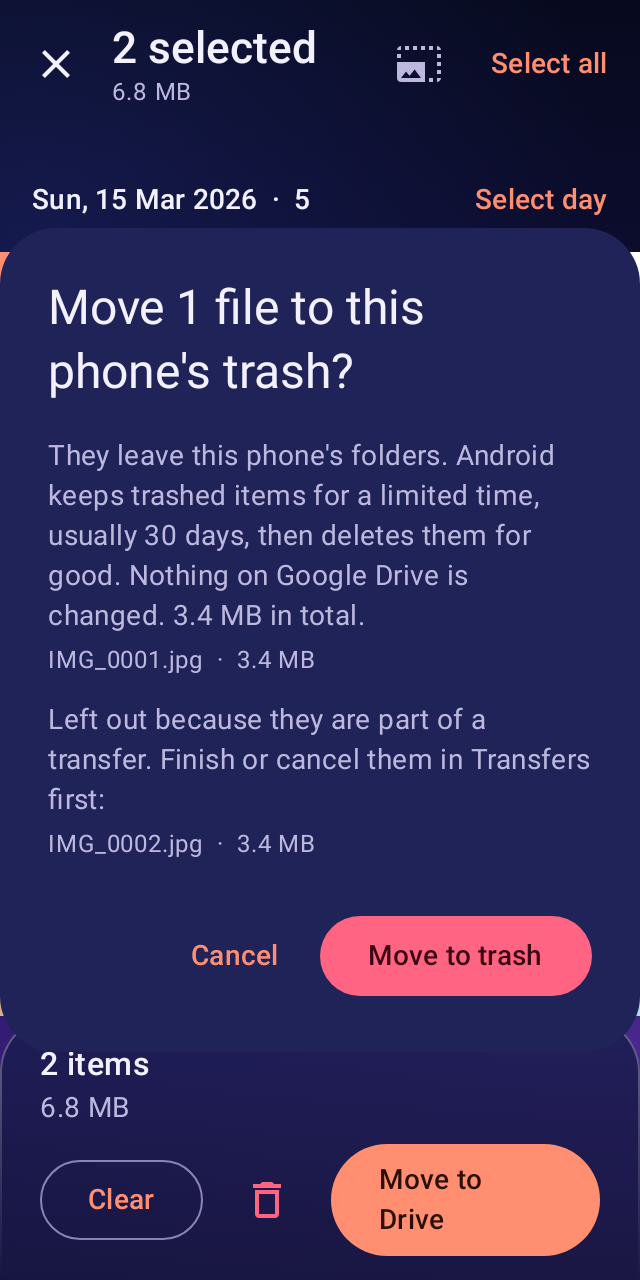 2 selected
6.8 MB
Select all
Sun, 15 Mar 2026 · 5
Select day
Move 1 file to this
phone's trash?
They leave this phone's folders. Android
keeps trashed items for a limited time,
usually 30 days, then deletes them for
good. Nothing on Google Drive is
changed. 3.4 MB in total.
IMG_0001.jpg · 3.4 MB
Left out because they are part of a
transfer. Finish or cancel them in Transfers
first:
IMG_0002.jpg · 3.4 MB
Cancel
Move to trash
2 items
6.8 MB
Clear
Move to
Drive